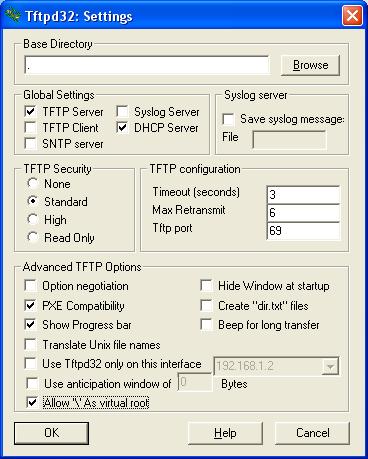 Tftpd32: Settings
Base Directory
.
Browse
Global Settings
TFTP Server
Syslog Server
TFTP Client
DHCP Server
SNTP server
Syslog server
Save syslog message:
File
TFTP Security
None
Standard
High
Read Only
TFTP configuration
Timeout (seconds)
3
Max Retransmit
6
Tftp port
69
Advanced TFTP Options
Option negotiation
Hide Window at startup
PXE Compatibility
Create "dir.txt" files
Show Progress bar
Beep for long transfer
Translate Unix file names
Use Tftpd32 only on this interface
192.168.1.2
Use anticipation window of 0 Bytes
Allow '\' As virtual root
OK
Help
Cancel